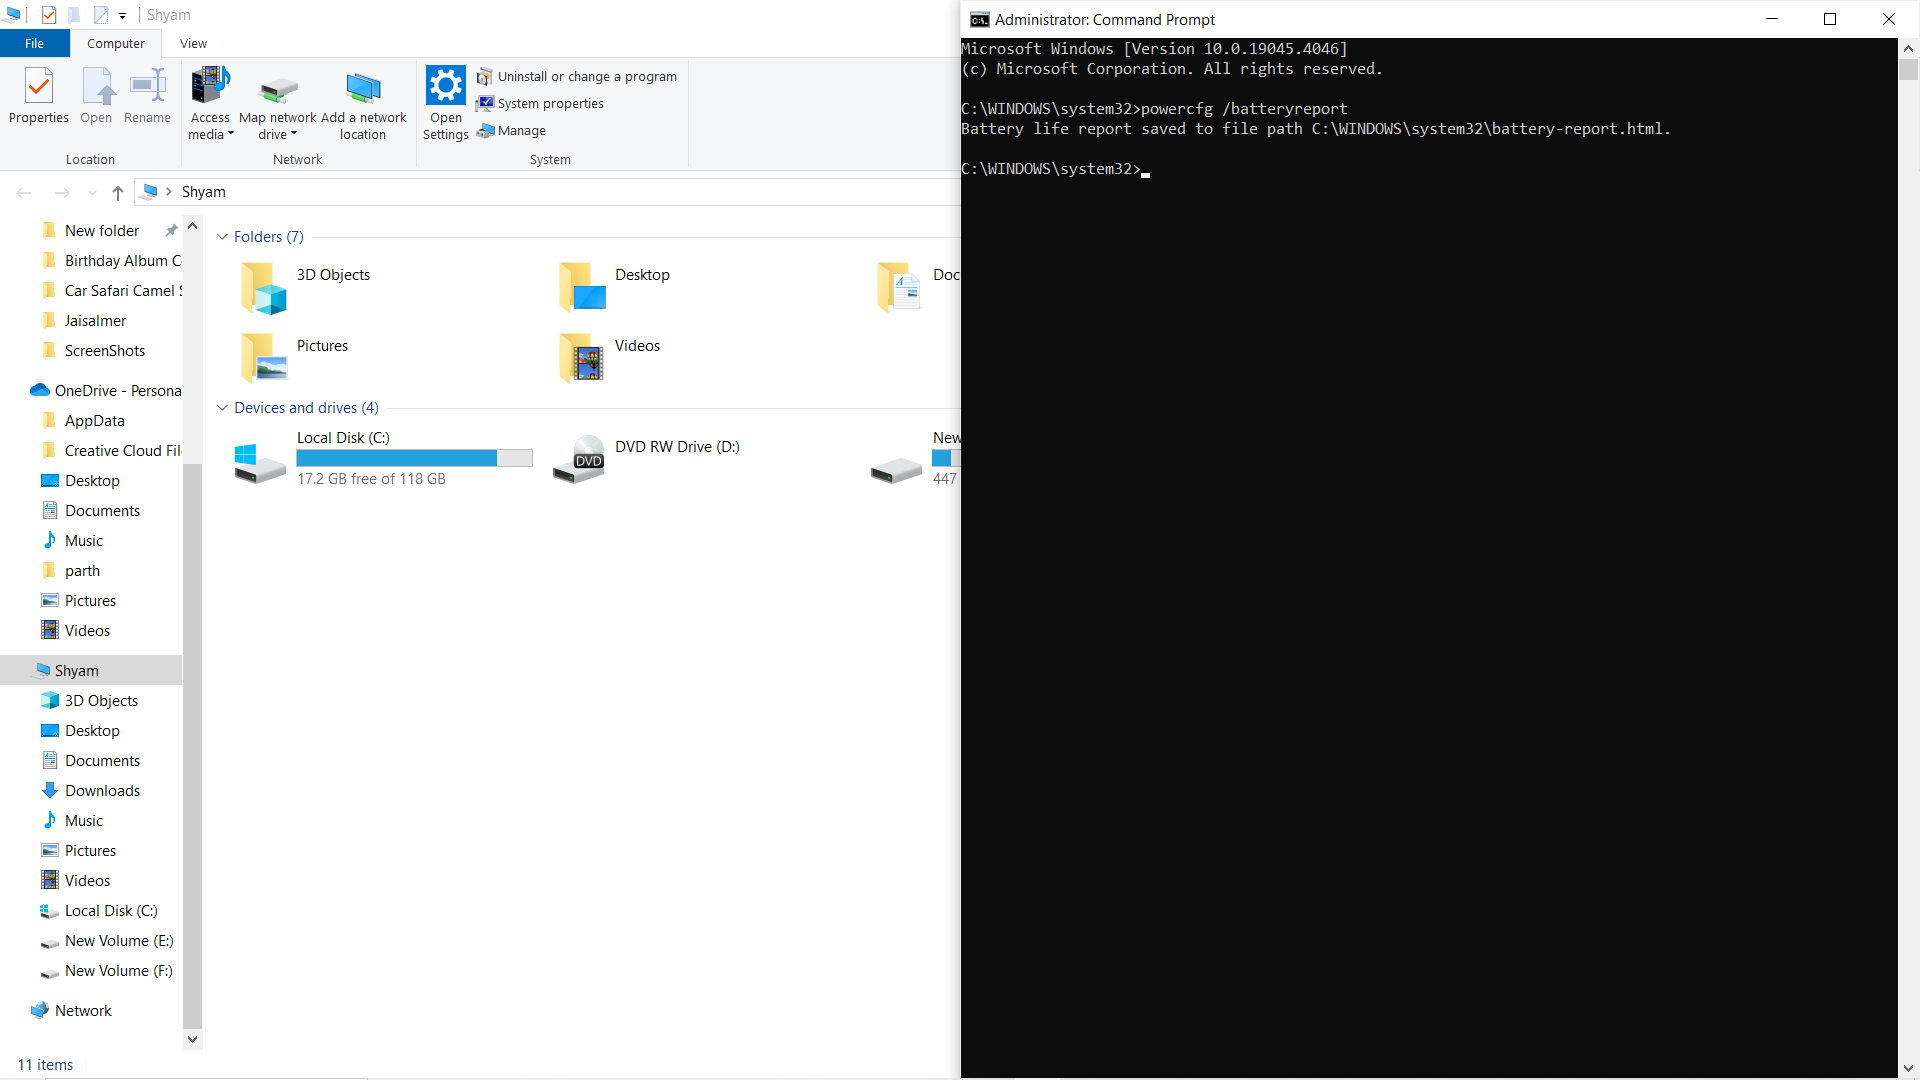 Shyam
File
Computer
View
Properties
Open
Rename
Access
media
Map network
drive
Add a network
location
Open
Settings
Uninstall or change a program
System properties
Manage
Location
Network
System
Shyam
New folder
Birthday Album C
Car Safari Camel S
Jaisalmer
ScreenShots
OneDrive - Persona
AppData
Creative Cloud Fil
Desktop
Documents
Music
parth
Pictures
Videos
Shyam
3D Objects
Desktop
Documents
Downloads
Music
Pictures
Videos
Local Disk (C:)
New Volume (E:)
New Volume (F:)
Network
Folders (7)
3D Objects
Desktop
Doc
Pictures
Videos
Devices and drives (4)
Local Disk (C:)
17.2 GB free of 118 GB
DVD
DVD RW Drive (D:)
New
447
11 items
Administrator: Command Prompt
Microsoft Windows [Version 10.0.19045.4046]
(c) Microsoft Corporation. All rights reserved.
C:\WINDOWS\system32>powercfg /batteryreport
Battery life report saved to file path C:\WINDOWS\system32\battery-report.html.
C:\WINDOWS\system32>